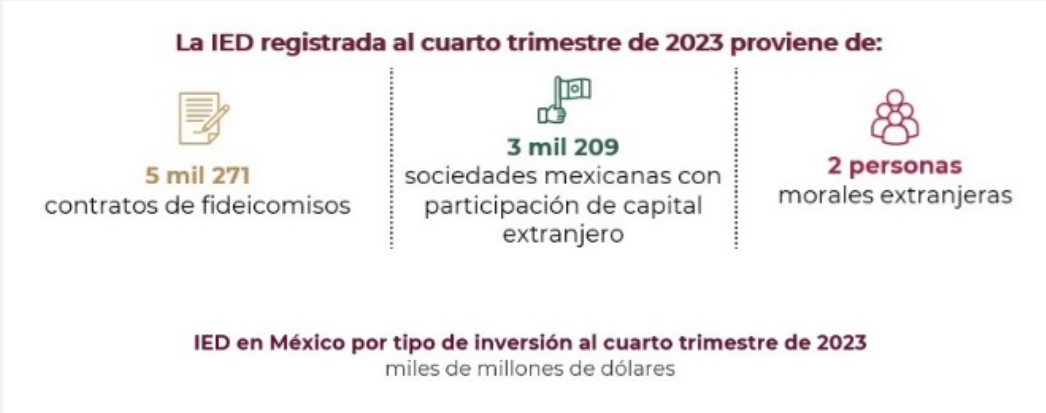 La IED registrada al cuarto trimestre de 2023 proviene de:
5 mil 271
contratos de fideicomisos
3 mil 209
sociedades mexicanas con
participación de capital
extranjero
2 personas
morales extranjeras
IED en México por tipo de inversión al cuarto trimestre de 2023
miles de millones de dólares